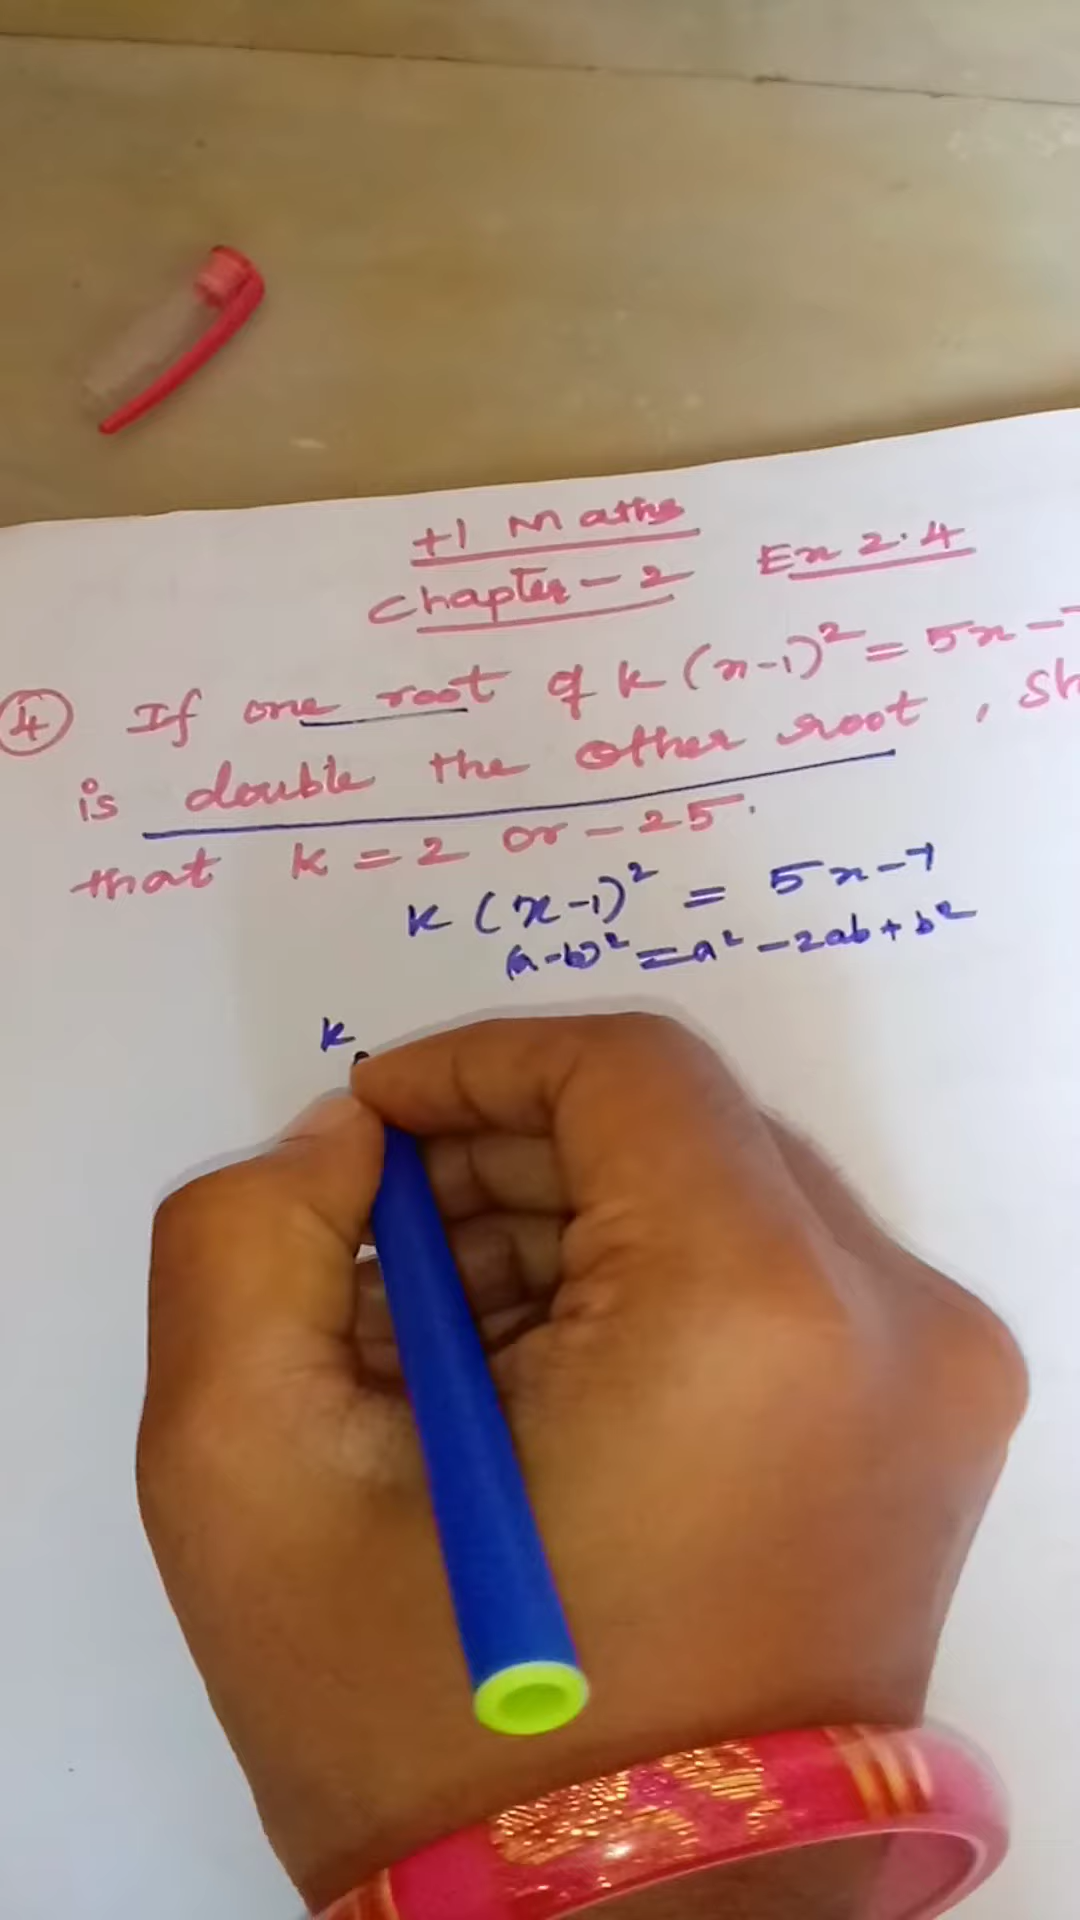 +1 Maths
Chapter - 2 Ex 2.4
④ If one root of k(x-1)² = 5x-7
is double the other root, sh
that k = 2 or -25.
k(x-1)² = 5x-7
(a-b)² = a² - 2ab + b²
k